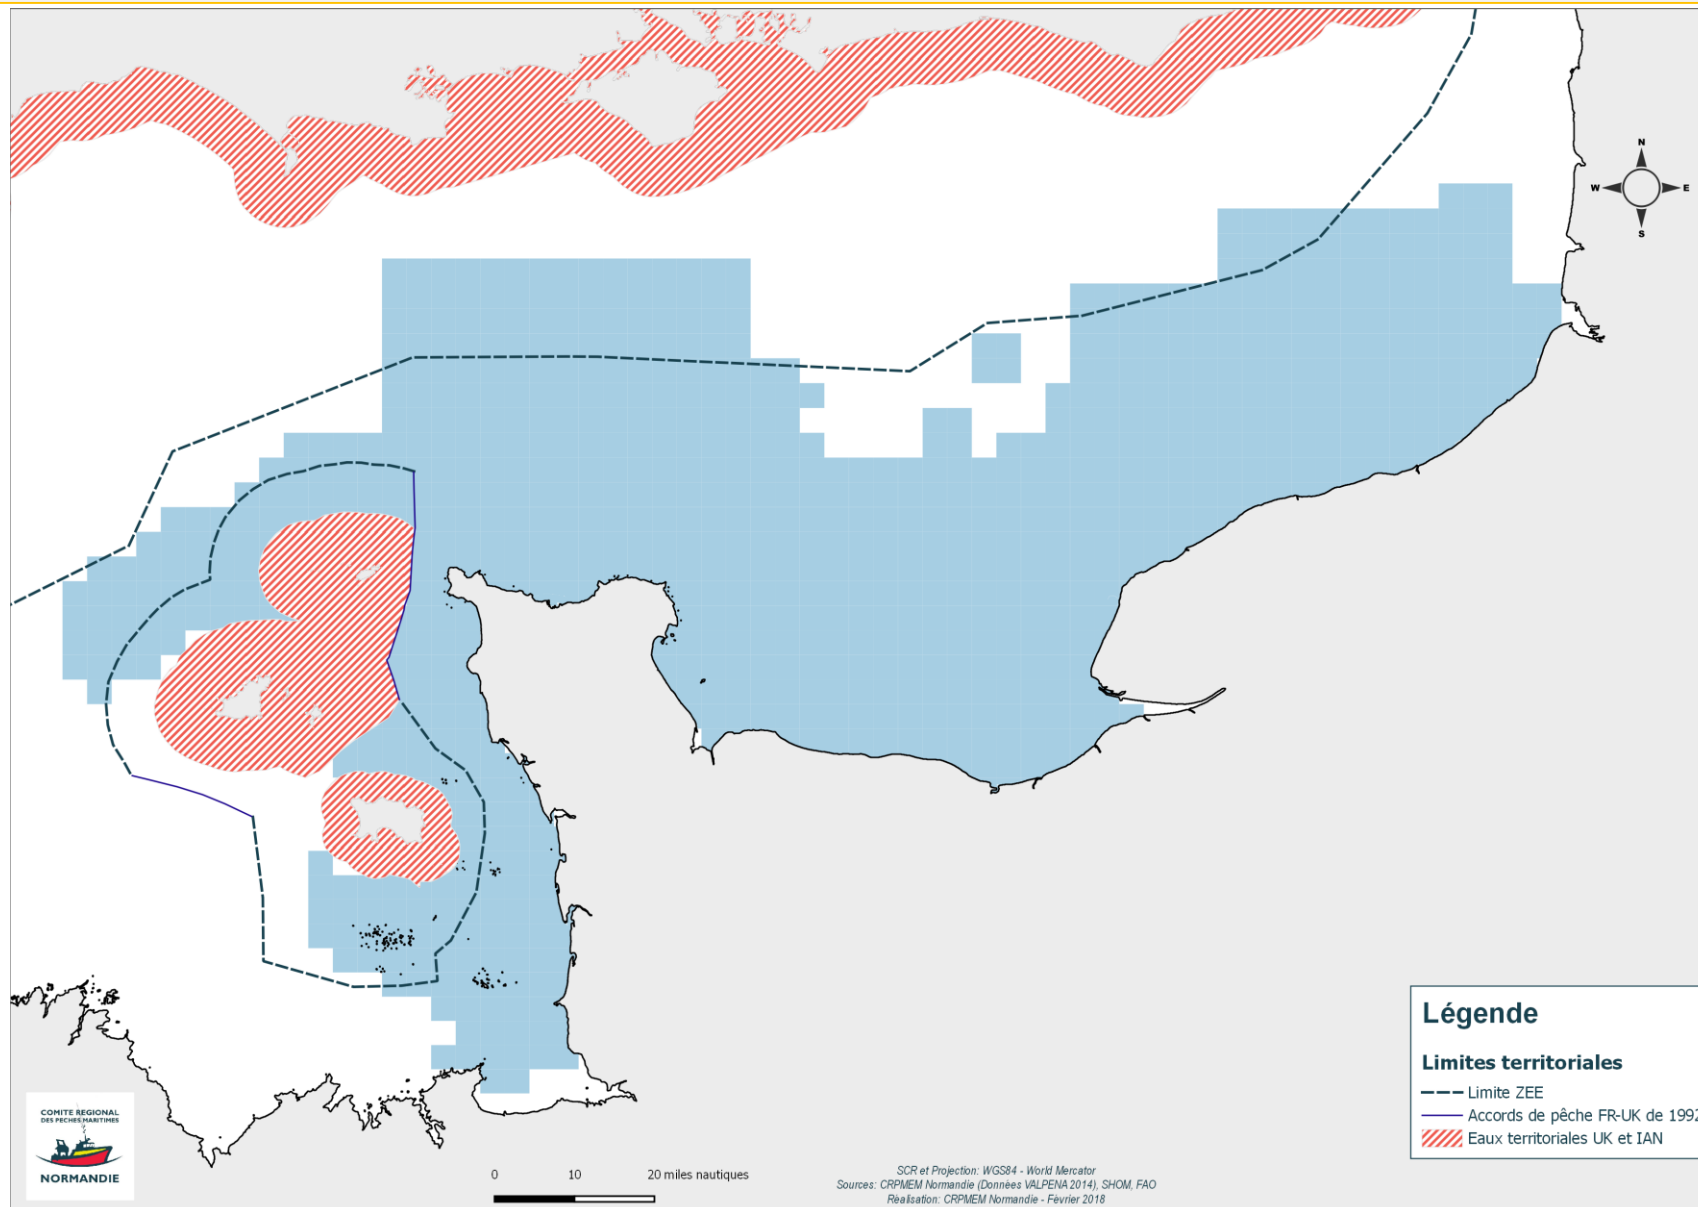 N
W
E
S
Légende
Limites territoriales
Limite ZEE
Accords de pêche FR-UK de 1992
Eaux territoriales UK et IAN
COMITE REGIONAL
DES PECHES MARITIMES
NORMANDIE
0 10 20 miles nautiques
SCR et Projection: WGS84 - World Mercator
Sources: CRPMEM Normandie (Données VALPENA 2014), SHOM, FAO
Réalisation: CRPMEM Normandie - Février 2018